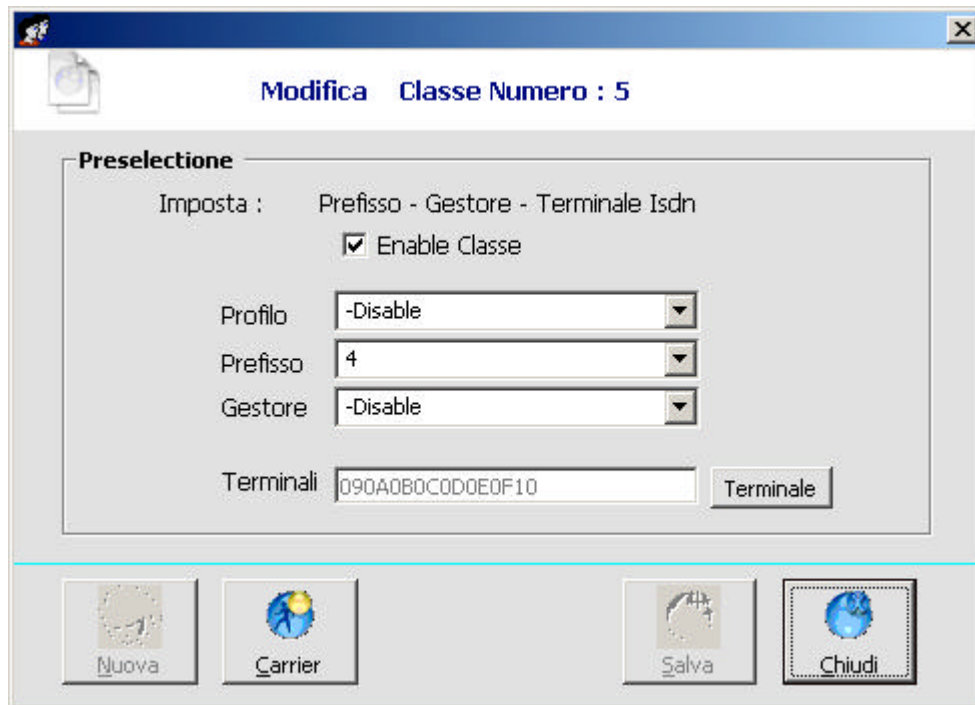 Modifica Classe Numero : 5
Preselectione
Imposta : Prefisso - Gestore - Terminale Isdn
Enable Classe
Profilo -Disable
Prefisso 4
Gestore -Disable
Terminali 090A0B0C0D0E0F10 Terminale
Nuova Carrier Salva Chiudi